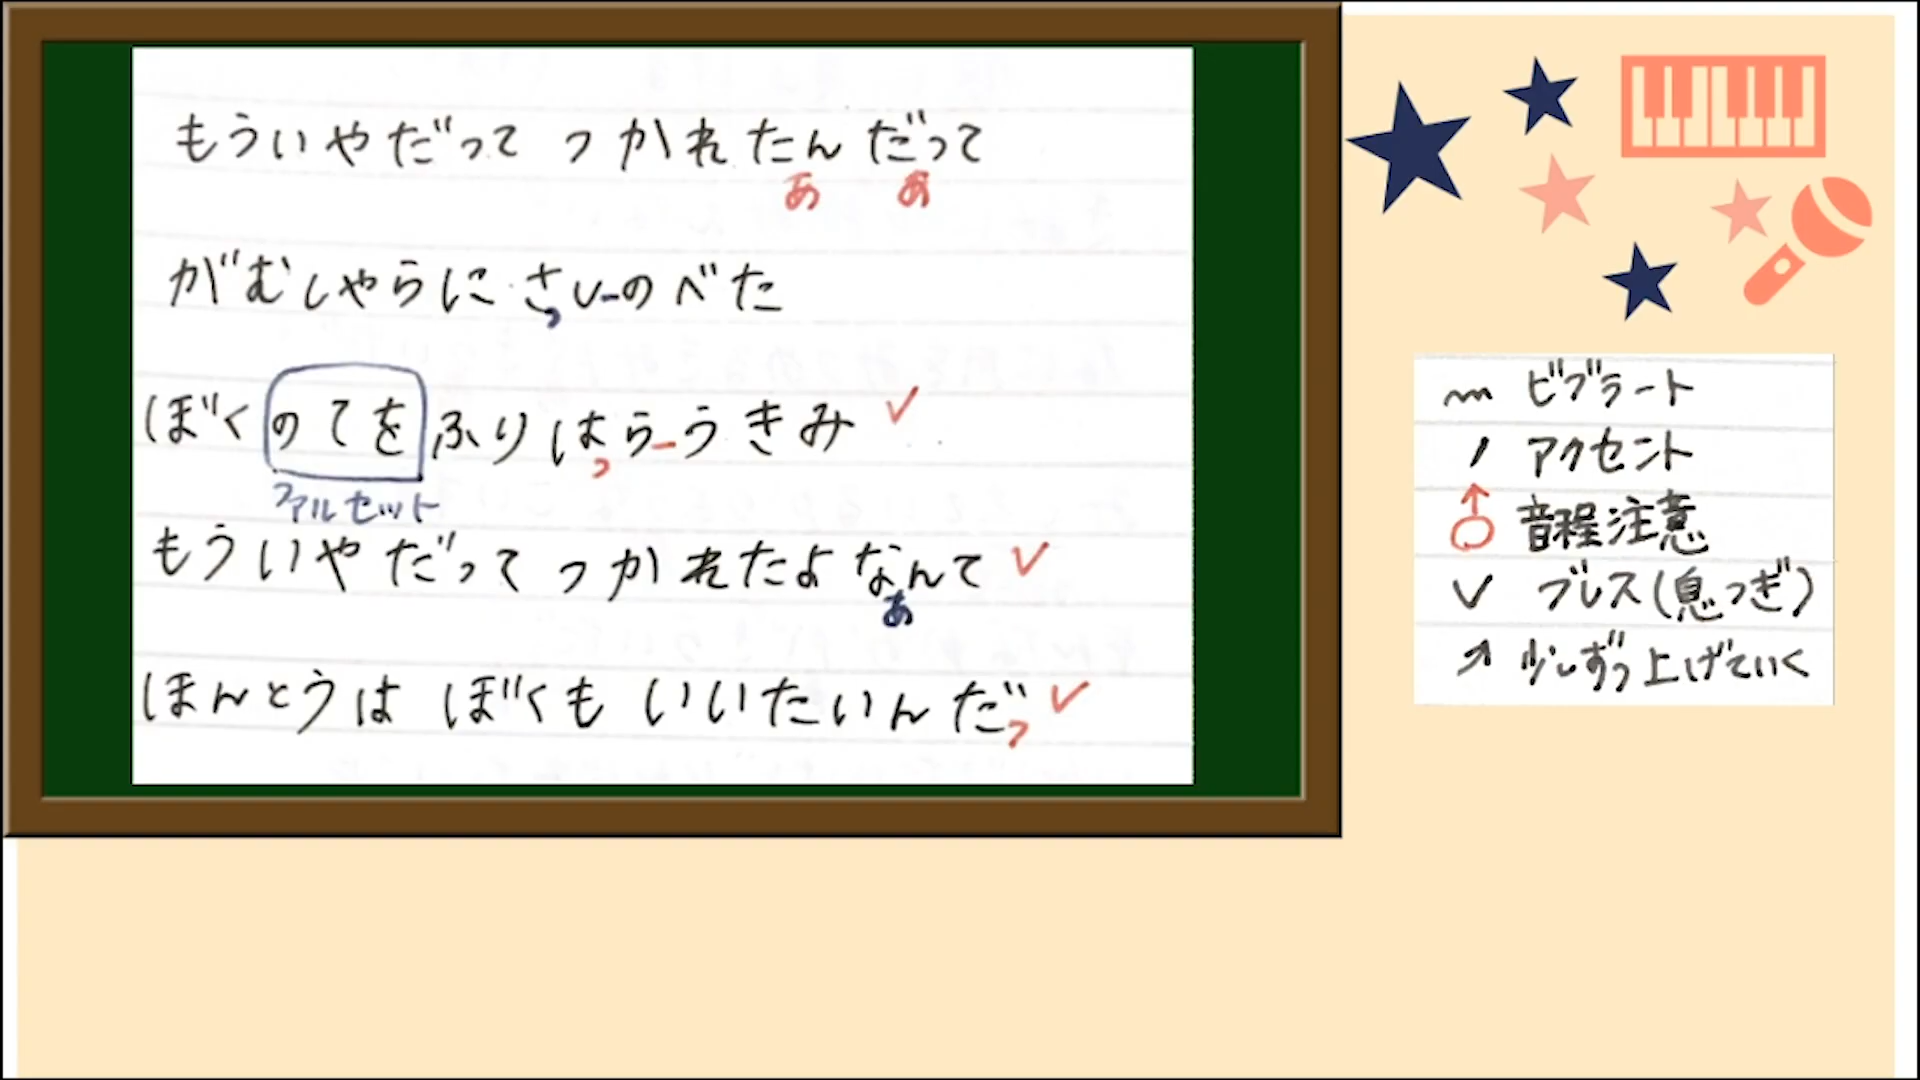 もういやだって つかれたんだって
あ あ
がむしゃらに さしーのべた
っ
ぼくのてをふりはらーうきみ ✓
っ
ファルセット
もういやだって つかれたよなんて ✓
あ
ほんとうは ぼくも いいたいんだ ✓
っ
ビブラート
アクセント
音程注意
∨ ブレス(息つぎ)
↗ 少しずつ上げていく